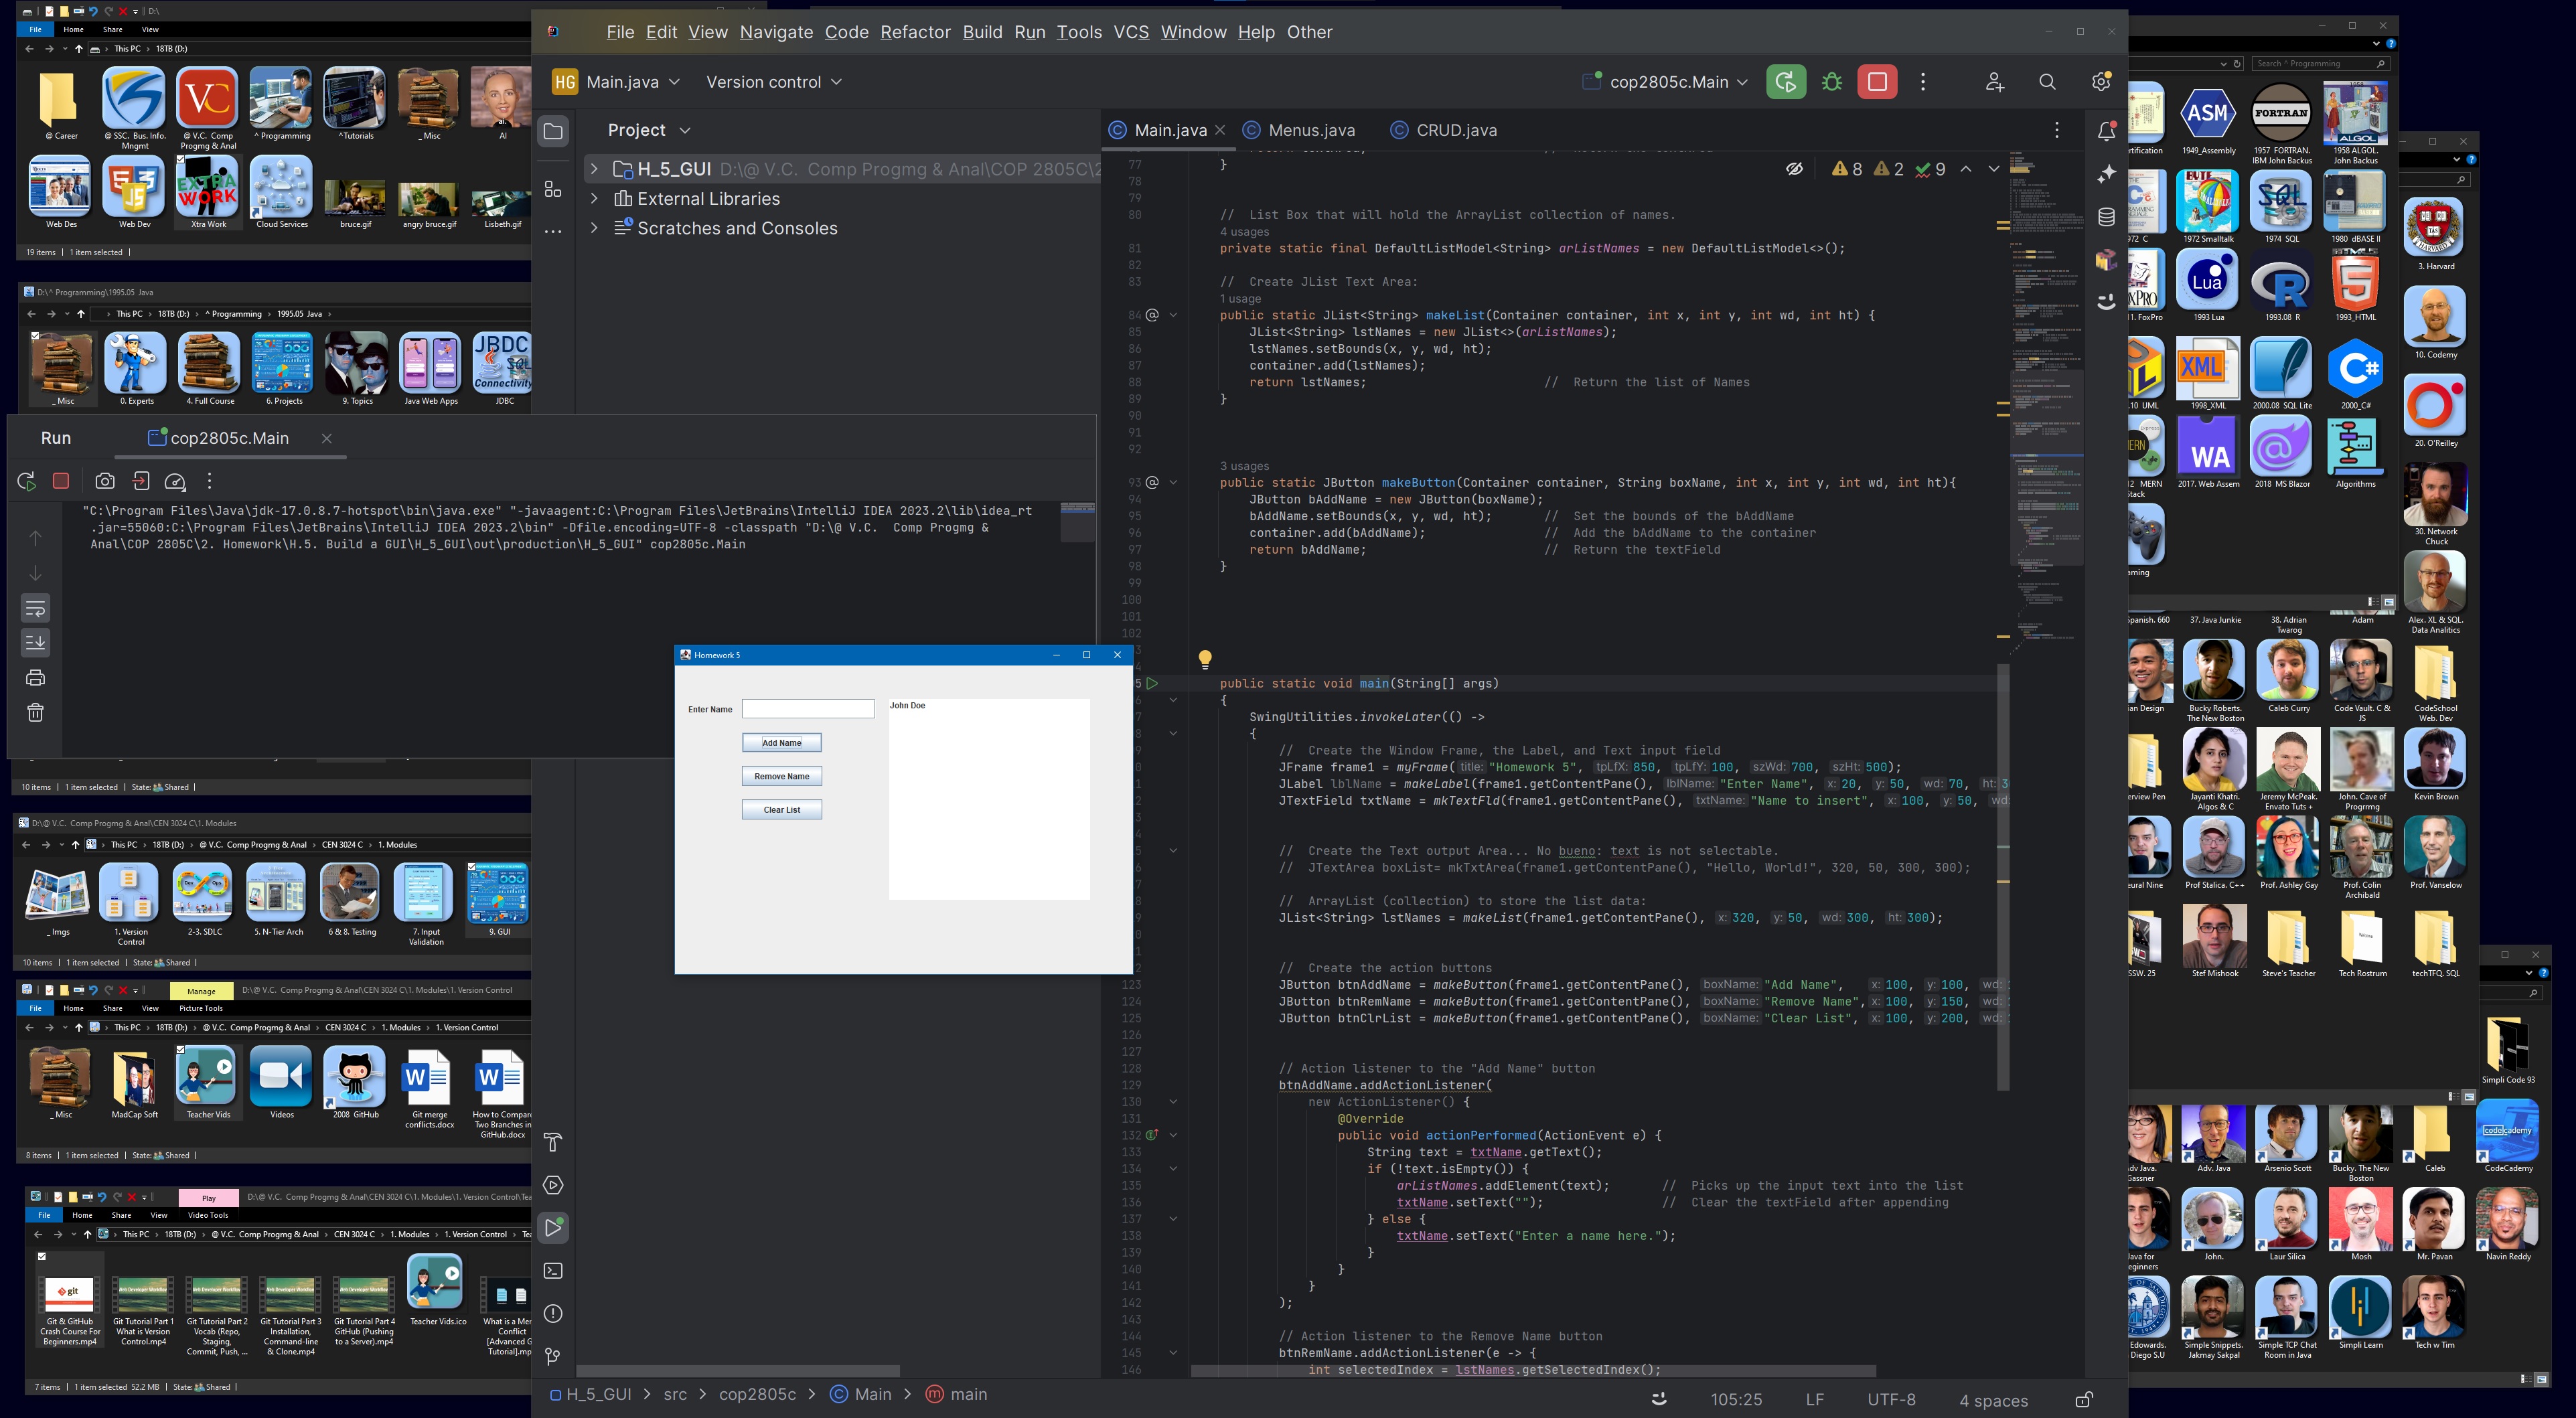 D:\
File Home Share View
This PC > 18TB (D:)
@ Career
@ SSC. Bus. Info. Mngmt
@ V.C. Comp Progmg & Anal
^ Programming
^Tutorials
_ Misc
AI
Web Des
Web Dev
Xtra Work
Cloud Services
bruce.gif
angry bruce.gif
Lisbeth.gif
19 items 1 item selected
D:\^ Programming\1995.05 Java
This PC > 18TB (D:) > ^ Programming > 1995.05 Java
_ Misc
0. Experts
4. Full Course
6. Projects
9. Topics
Java Web Apps
JDBC
Run cop2805c.Main
"C:\Program Files\Java\jdk-17.0.8.7-hotspot\bin\java.exe" "-javaagent:C:\Program Files\JetBrains\IntelliJ IDEA 2023.2\lib\idea_rt
.jar=55060:C:\Program Files\JetBrains\IntelliJ IDEA 2023.2\bin" -Dfile.encoding=UTF-8 -classpath "D:\@ V.C.  Comp Progmg &
Anal\COP 2805C\2. Homework\H.5. Build a GUI\H_5_GUI\out\production\H_5_GUI" cop2805c.Main
10 items 1 item selected State: Shared
D:\@ V.C. Comp Progmg & Anal\CEN 3024 C\1. Modules
This PC > 18TB (D:) > @ V.C. Comp Progmg & Anal > CEN 3024 C > 1. Modules
_ Imgs
1. Version Control
2-3. SDLC
5. N-Tier Arch
6 & 8. Testing
7. Input Validation
9. GUI
10 items 1 item selected State: Shared
Manage D:\@ V.C. Comp Progmg & Anal\CEN 3024 C\1. Modules\1. Version Control
File Home Share View Picture Tools
This PC > 18TB (D:) > @ V.C. Comp Progmg & Anal > CEN 3024 C > 1. Modules > 1. Version Control
_ Misc
MadCap Soft
Teacher Vids
Videos
2008 GitHub
Git merge conflicts.docx
How to Compare Two Branches in GitHub.docx
8 items 1 item selected State: Shared
Play D:\@ V.C. Comp Progmg & Anal\CEN 3024 C\1. Modules\1. Version Control\Tea
File Home Share View Video Tools
This PC > 18TB (D:) > @ V.C. Comp Progmg & Anal > CEN 3024 C > 1. Modules > 1. Version Control > Tea
Git & GitHub Crash Course For Beginners.mp4
Git Tutorial Part 1 What is Version Control.mp4
Git Tutorial Part 2 Vocab (Repo, Staging, Commit, Push, ...
Git Tutorial Part 3 Installation, Command-line & Clone.mp4
Git Tutorial Part 4 GitHub (Pushing to a Server).mp4
Teacher Vids.ico
What is a Mer Conflict [Advanced G Tutorial].mp
7 items 1 item selected 52.2 MB State: Shared
File Edit View Navigate Code Refactor Build Run Tools VCS Window Help Other
HG Main.java Version control cop2805c.Main
Project
H_5_GUI D:\@ V.C. Comp Progmg & Anal\COP 2805C\2
External Libraries
Scratches and Consoles
Main.java Menus.java CRUD.java
8 2 9
77 }
78
79
80 // List Box that will hold the ArrayList collection of names.
4 usages
81 private static final DefaultListModel<String> arListNames = new DefaultListModel<>();
82
83 // Create JList Text Area:
1 usage
84 public static JList<String> makeList(Container container, int x, int y, int wd, int ht) {
85 JList<String> lstNames = new JList<>(arListNames);
86 lstNames.setBounds(x, y, wd, ht);
87 container.add(lstNames);
88 return lstNames; // Return the list of Names
89 }
90
91
92
3 usages
93 public static JButton makeButton(Container container, String boxName, int x, int y, int wd, int ht){
94 JButton bAddName = new JButton(boxName);
95 bAddName.setBounds(x, y, wd, ht); // Set the bounds of the bAddName
96 container.add(bAddName); // Add the bAddName to the container
97 return bAddName; // Return the textField
98 }
99
100
101
102
public static void main(String[] args)
{
SwingUtilities.invokeLater(() ->
{
// Create the Window Frame, the Label, and Text input field
JFrame frame1 = myFrame( title: "Homework 5", tpLfX: 850, tpLfY: 100, szWd: 700, szHt: 500);
JLabel lblName = makeLabel(frame1.getContentPane(), lblName: "Enter Name", x: 20, y: 50, wd: 70, ht: 3
JTextField txtName = mkTextFld(frame1.getContentPane(), txtName: "Name to insert", x: 100, y: 50, wd:
// Create the Text output Area... No bueno: text is not selectable.
// JTextArea boxList= mkTxtArea(frame1.getContentPane(), "Hello, World!", 320, 50, 300, 300);
// ArrayList (collection) to store the list data:
JList<String> lstNames = makeList(frame1.getContentPane(), x: 320, y: 50, wd: 300, ht: 300);
// Create the action buttons
123 JButton btnAddName = makeButton(frame1.getContentPane(), boxName: "Add Name", x: 100, y: 100, wd:
124 JButton btnRemName = makeButton(frame1.getContentPane(), boxName: "Remove Name", x: 100, y: 150, wd:
125 JButton btnClrList = makeButton(frame1.getContentPane(), boxName: "Clear List", x: 100, y: 200, wd:
126
127
128 // Action listener to the "Add Name" button
129 btnAddName.addActionListener(
130 new ActionListener() {
131 @Override
132 public void actionPerformed(ActionEvent e) {
133 String text = txtName.getText();
134 if (!text.isEmpty()) {
135 arListNames.addElement(text); // Picks up the input text into the list
136 txtName.setText(""); // Clear the textField after appending
137 } else {
138 txtName.setText("Enter a name here.");
139 }
140 }
141 }
142 );
143
144 // Action listener to the Remove Name button
145 btnRemName.addActionListener(e -> {
146 int selectedIndex = lstNames.getSelectedIndex();
H_5_GUI > src > cop2805c > Main > main
105:25 LF UTF-8 4 spaces
Homework 5
Enter Name
John Doe
Add Name
Remove Name
Clear List
Search ^ Programming
1949_Assembly
1957 FORTRAN. IBM John Backus
1958 ALGOL. John Backus
1972 Smalltalk
1974 SQL
1980 dBASE II
1993 Lua
1993.08 R
1993_HTML
1998_XML
2000.08 SQL Lite
2000_C#
2017. Web Assem
2018 MS Blazor
Algorithms
3. Harvard
10. Codemy
20. O'Reilley
30. Network Chuck
Alex. XL & SQL. Data Analitics
37. Java Junkie
38. Adrian Twarog
Adam
Bucky Roberts. The New Boston
Caleb Curry
Code Vault. C & JS
CodeSchool Web. Dev
Jayanti Khatri. Algos & C
Jeremy McPeak. Envato Tuts +
John. Cave of Progrrmg
Kevin Brown
Prof Stalica. C++
Prof. Ashley Gay
Prof. Colin Archibald
Prof. Vanselow
SSW. 25
Stef Mishook
Steve's Teacher
Tech Rostrum
techTFQ. SQL
Simpli Code 93
Adv. Java
Arsenio Scott
Bucky. The New Boston
Caleb
CodeCademy
John.
Laur Silica
Mosh
Mr. Pavan
Navin Reddy
Simple Snippets. Jakmay Sakpal
Simple TCP Chat Room in Java
Simpli Learn
Tech w Tim